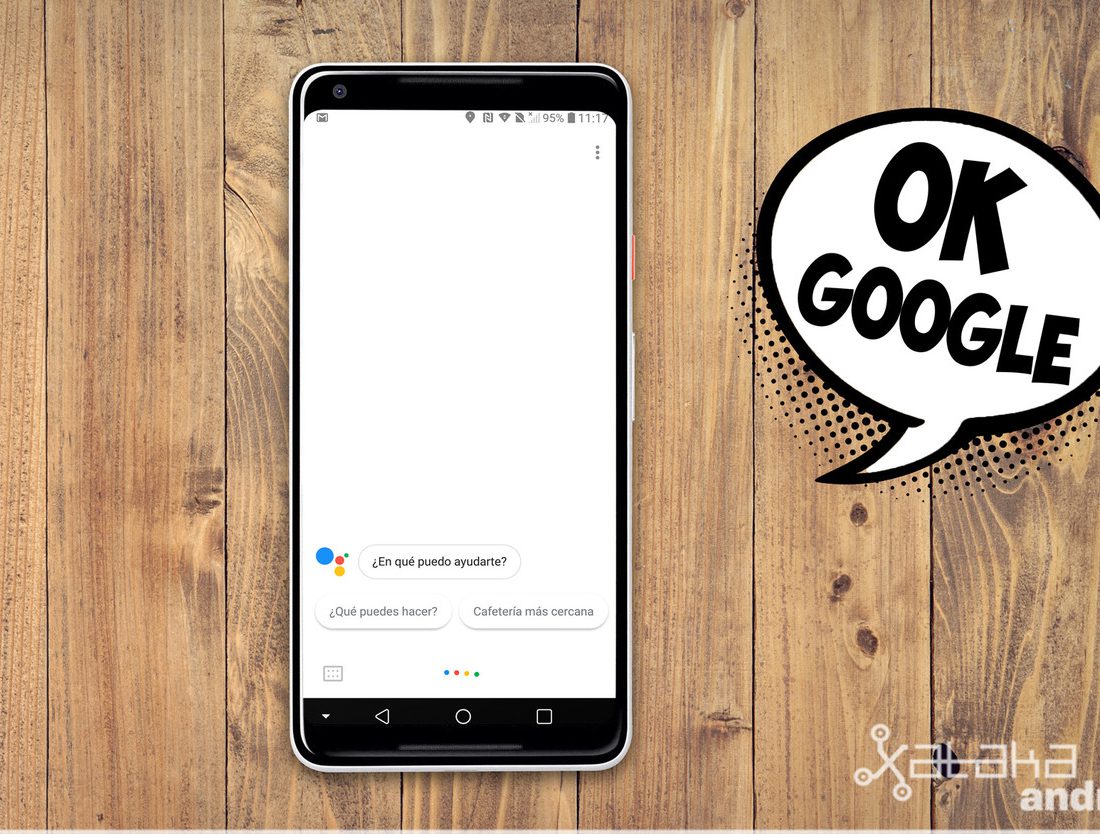 95% 11:17
OK
GOOGLE
¿En qué puedo ayudarte?
¿Qué puedes hacer? Cafetería más cercana
xataka
andr